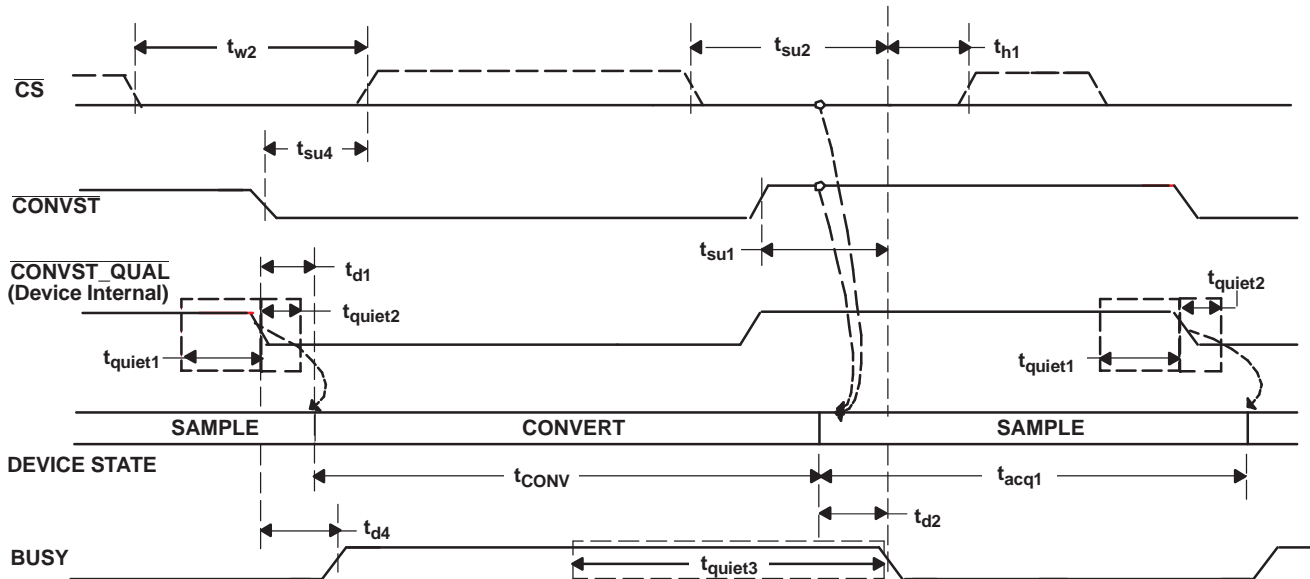 tw2
tsu2
th1
CS
tsu4
CONVST
tsu1
CONVST_QUAL
(Device Internal)
td1
tquiet2
tquiet2
tquiet1
tquiet1
SAMPLE CONVERT SAMPLE
DEVICE STATE
tCONV
tacq1
td4
td2
BUSY
tquiet3